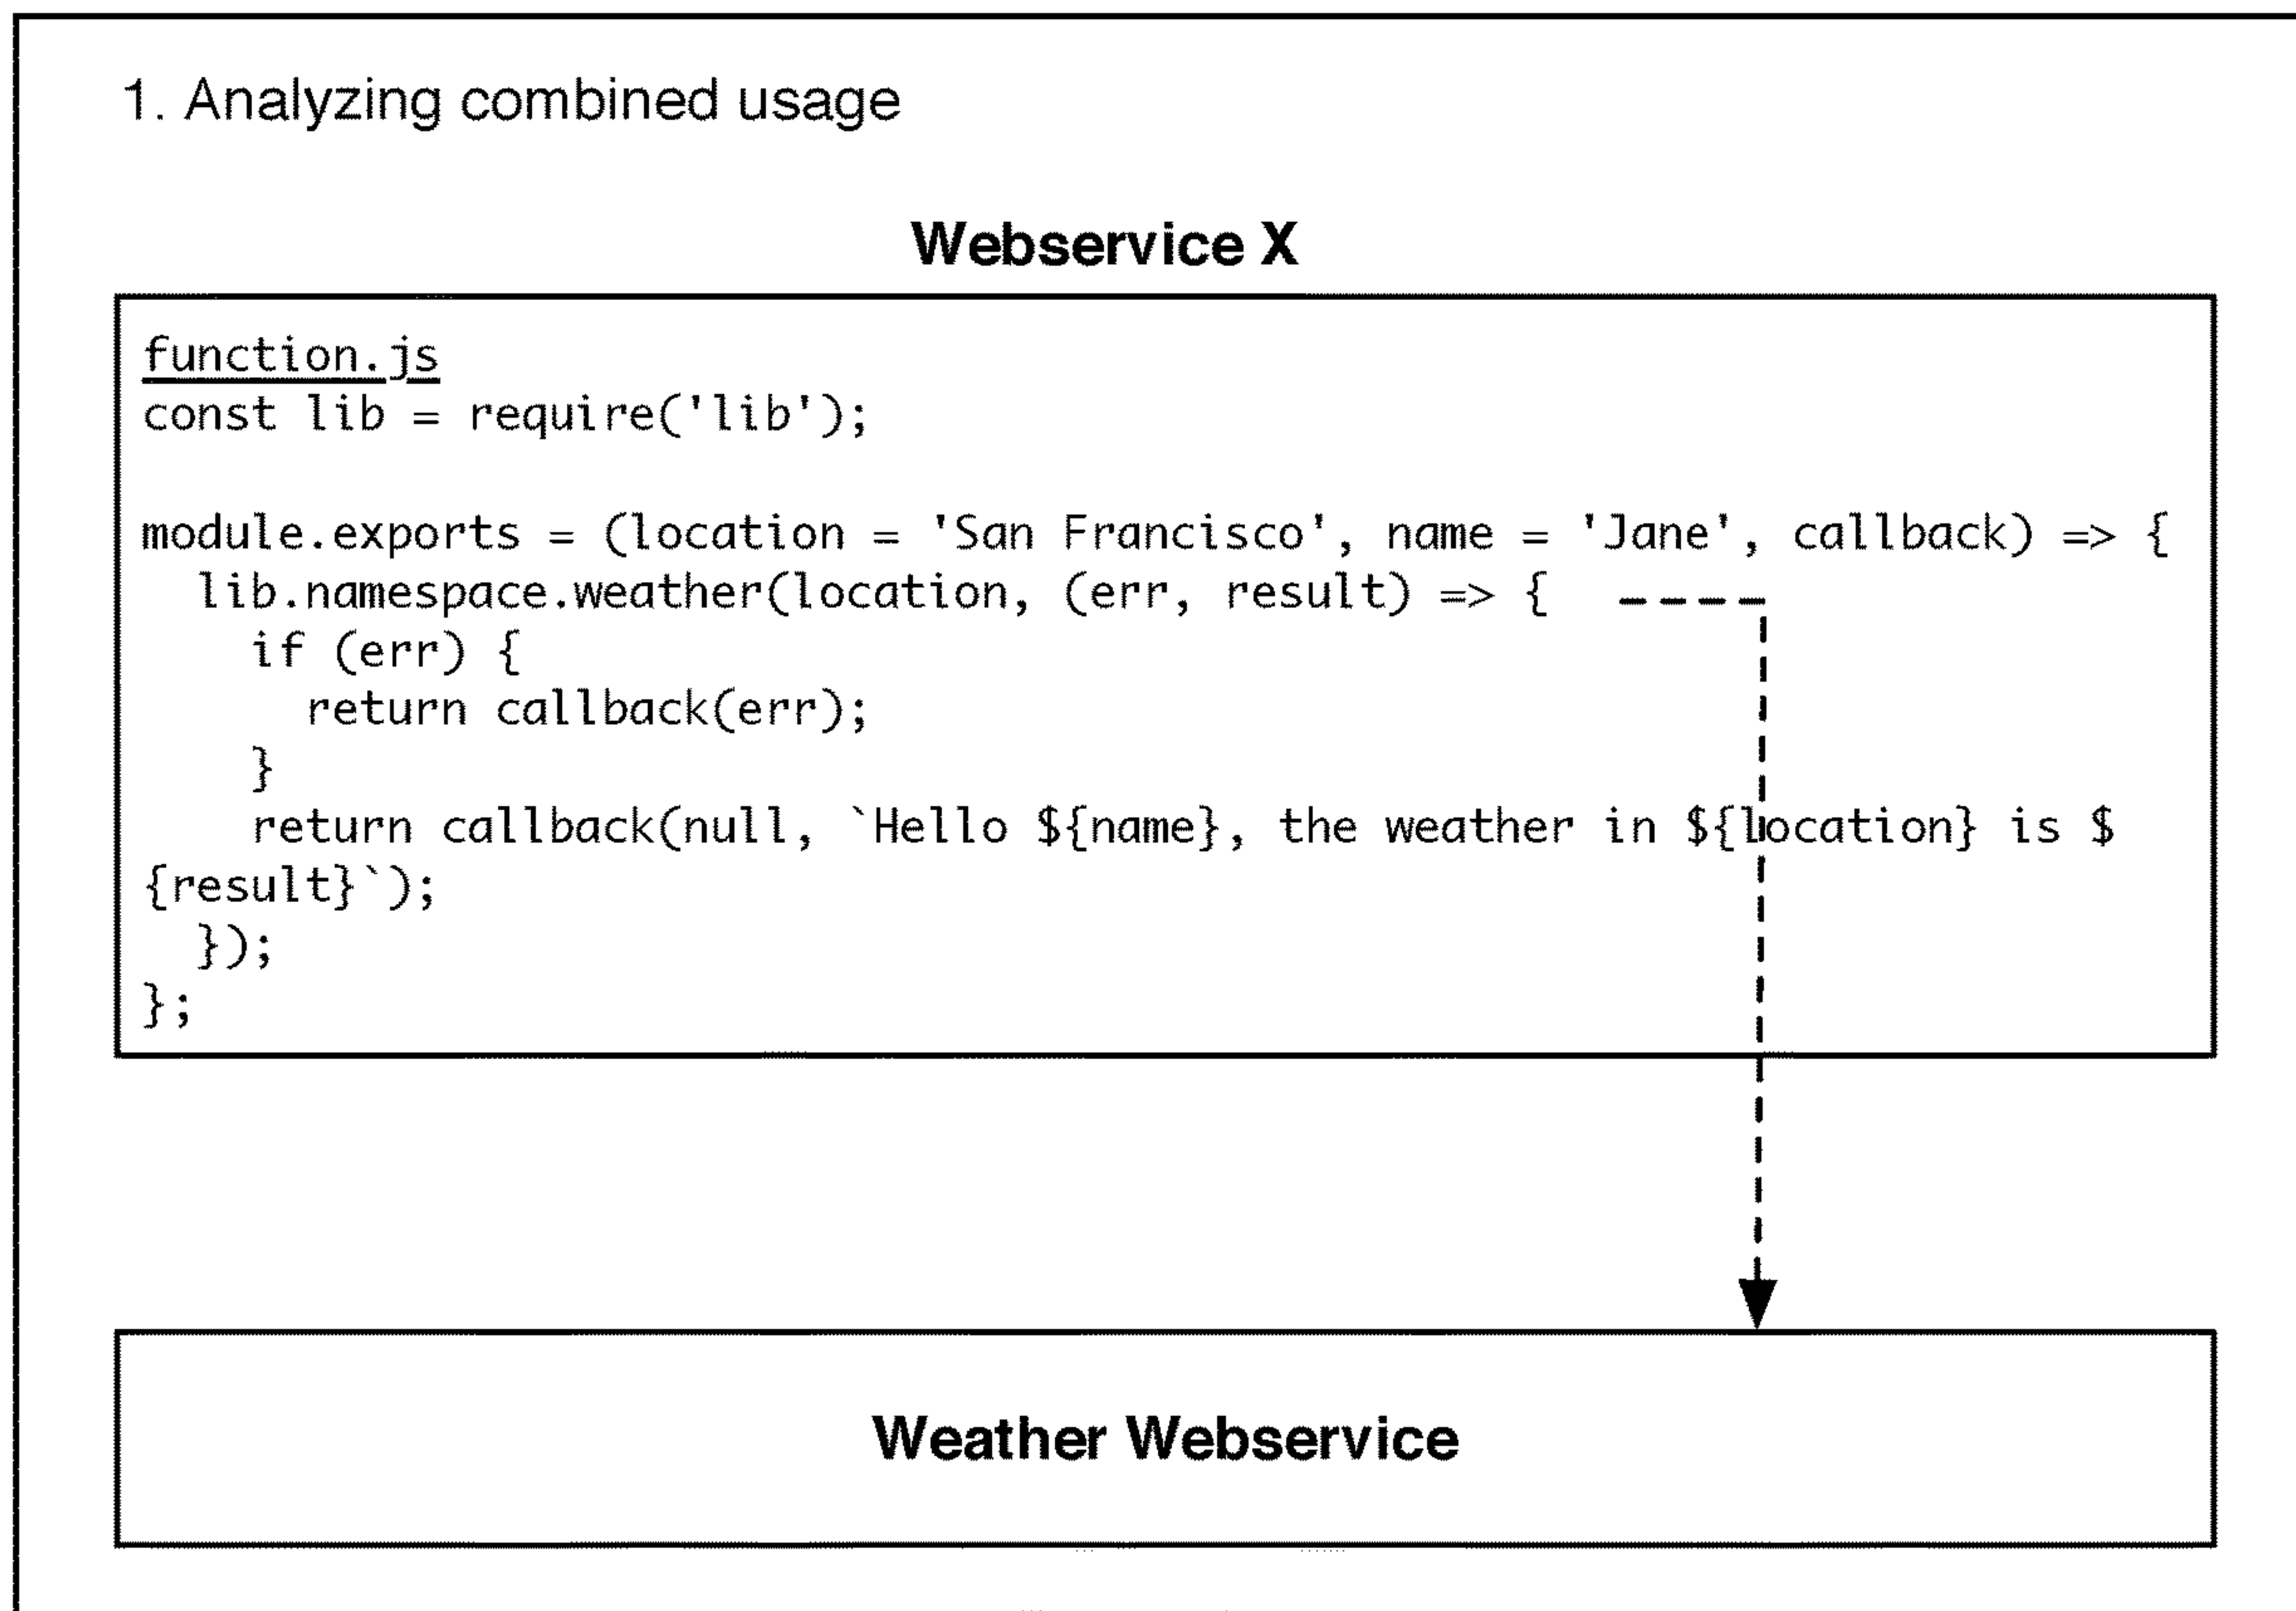 1. Analyzing combined usage
Webservice X
function.js
const lib = require('lib');
module.exports = (location = 'San Francisco', name = 'Jane', callback) => {
  lib.namespace.weather(location, (err, result) => {
    if (err) {
      return callback(err);
    }
    return callback(null, `Hello ${name}, the weather in ${location} is $
{result}`);
  });
};
Weather Webservice